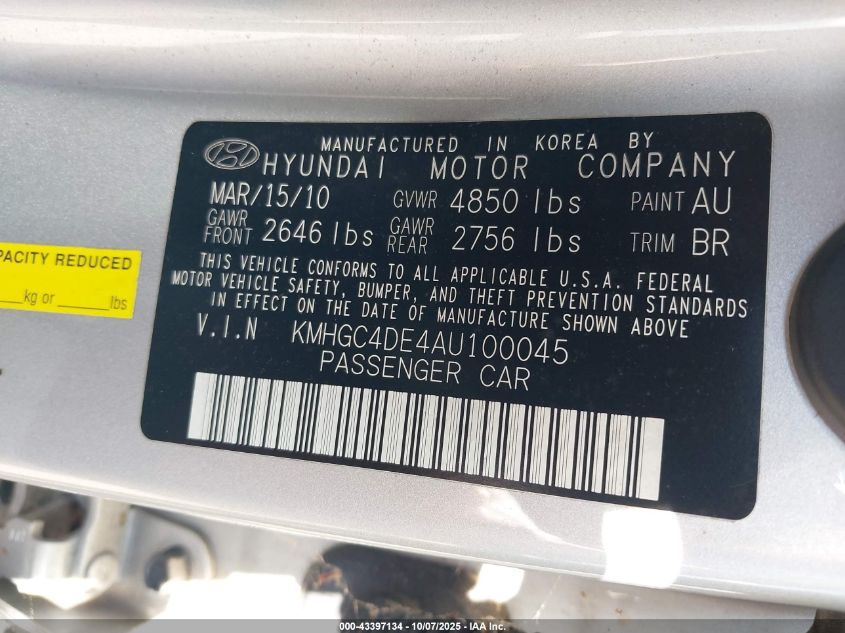 MANUFACTURED IN KOREA BY
HYUNDAI MOTOR COMPANY
MAR/15/10 GVWR 4850 lbs PAINT AU
GAWR FRONT 2646 lbs GAWR REAR 2756 lbs TRIM BR
THIS VEHICLE CONFORMS TO ALL APPLICABLE U.S.A. FEDERAL
MOTOR VEHICLE SAFETY, BUMPER, AND THEFT PREVENTION STANDARDS
IN EFFECT ON THE DATE OF MANUFACTURE SHOWN ABOVE
V.I.N KMHGC4DE4AU100045
PASSENGER CAR
REDUCED
____kg or ______lbs
000-43397134 - 10/07/2025 - IAA Inc.